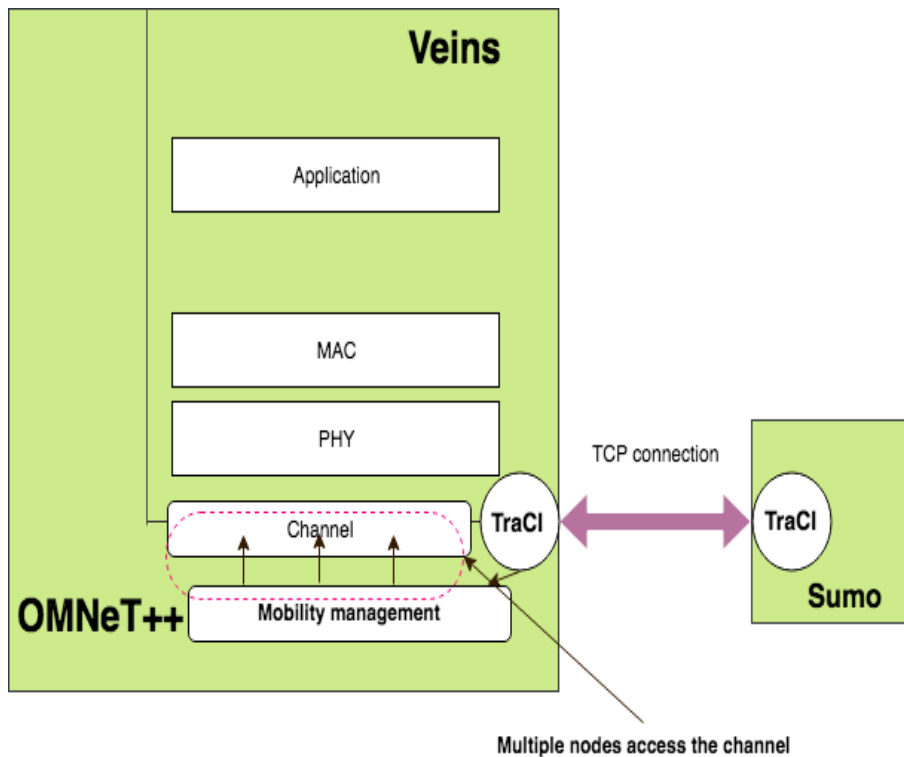 Veins
Application
MAC
PHY
TCP connection
Channel
TraCI
TraCI
Mobility management
OMNeT++
Sumo
Multiple nodes access the channel